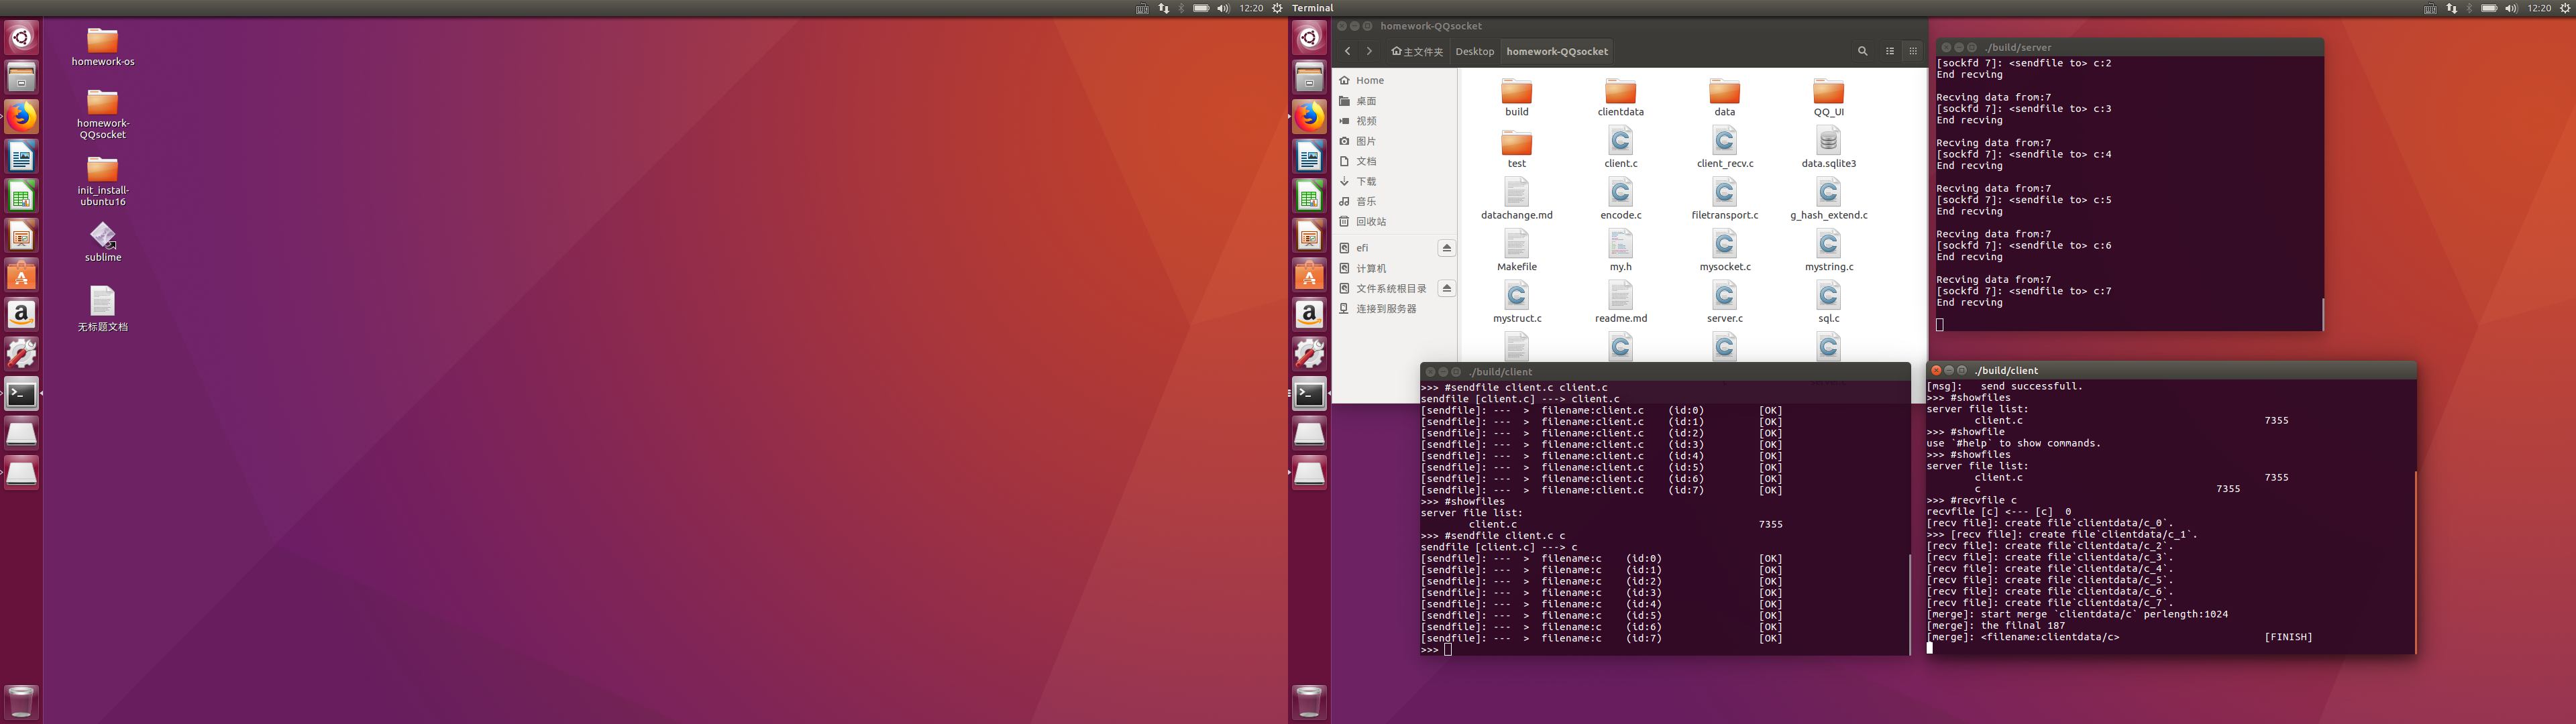 12:20
Terminal
12:20
homework-os
homework-
QQsocket
init_install-
ubuntu16
sublime
无标题文档
homework-QQsocket
主文件夹
Desktop
homework-QQsocket
Home
桌面
视频
图片
文档
下载
音乐
回收站
efi
计算机
文件系统根目录
连接到服务器
build
clientdata
data
QQ_UI
test
client.c
client_recv.c
data.sqlite3
datachange.md
encode.c
filetransport.c
g_hash_extend.c
Makefile
my.h
mysocket.c
mystring.c
mystruct.c
readme.md
server.c
sql.c
./build/server
[sockfd 7]: <sendfile to> c:2
End recving
Recving data from:7
[sockfd 7]: <sendfile to> c:3
End recving
Recving data from:7
[sockfd 7]: <sendfile to> c:4
End recving
Recving data from:7
[sockfd 7]: <sendfile to> c:5
End recving
Recving data from:7
[sockfd 7]: <sendfile to> c:6
End recving
Recving data from:7
[sockfd 7]: <sendfile to> c:7
End recving
./build/client
>>> #sendfile client.c client.c
sendfile [client.c] ---> client.c
[sendfile]: --- > filename:client.c (id:0) [OK]
[sendfile]: --- > filename:client.c (id:1) [OK]
[sendfile]: --- > filename:client.c (id:2) [OK]
[sendfile]: --- > filename:client.c (id:3) [OK]
[sendfile]: --- > filename:client.c (id:4) [OK]
[sendfile]: --- > filename:client.c (id:5) [OK]
[sendfile]: --- > filename:client.c (id:6) [OK]
[sendfile]: --- > filename:client.c (id:7) [OK]
>>> #showfiles
server file list:
client.c 7355
>>> #sendfile client.c c
sendfile [client.c] ---> c
[sendfile]: --- > filename:c (id:0) [OK]
[sendfile]: --- > filename:c (id:1) [OK]
[sendfile]: --- > filename:c (id:2) [OK]
[sendfile]: --- > filename:c (id:3) [OK]
[sendfile]: --- > filename:c (id:4) [OK]
[sendfile]: --- > filename:c (id:5) [OK]
[sendfile]: --- > filename:c (id:6) [OK]
[sendfile]: --- > filename:c (id:7) [OK]
>>>
./build/client
[msg]: send successfull.
>>> #showfiles
server file list:
client.c 7355
>>> #showfile
use `#help` to show commands.
>>> #showfiles
server file list:
client.c 7355
c 7355
>>> #recvfile c
recvfile [c] <--- [c] 0
[recv file]: create file`clientdata/c_0`.
>>> [recv file]: create file`clientdata/c_1`.
[recv file]: create file`clientdata/c_2`.
[recv file]: create file`clientdata/c_3`.
[recv file]: create file`clientdata/c_4`.
[recv file]: create file`clientdata/c_5`.
[recv file]: create file`clientdata/c_6`.
[recv file]: create file`clientdata/c_7`.
[merge]: start merge `clientdata/c` perlength:1024
[merge]: the filnal 187
[merge]: <filename:clientdata/c> [FINISH]